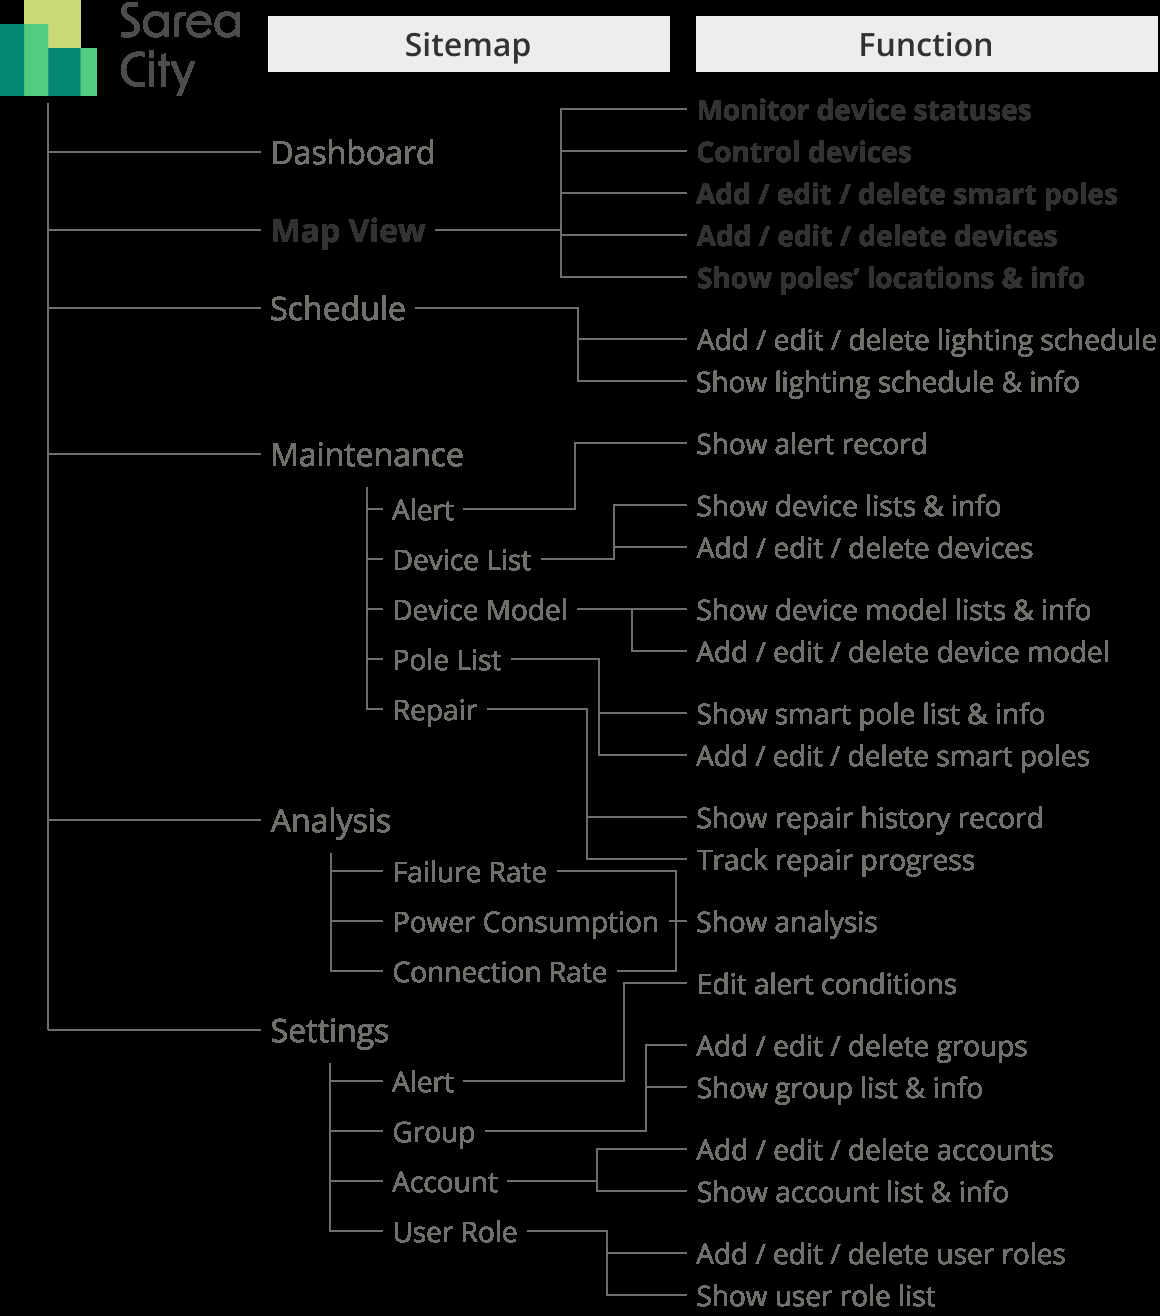 Sarea
City
Sitemap
Function
Dashboard
Map View
Monitor device statuses
Control devices
Add / edit / delete smart poles
Add / edit / delete devices
Show poles’ locations & info
Schedule
Add / edit / delete lighting schedule
Show lighting schedule & info
Maintenance
Alert
Show alert record
Device List
Show device lists & info
Add / edit / delete devices
Device Model
Show device model lists & info
Add / edit / delete device model
Pole List
Show smart pole list & info
Add / edit / delete smart poles
Repair
Show repair history record
Track repair progress
Analysis
Failure Rate
Power Consumption
Connection Rate
Show analysis
Settings
Alert
Edit alert conditions
Group
Add / edit / delete groups
Show group list & info
Account
Add / edit / delete accounts
Show account list & info
User Role
Add / edit / delete user roles
Show user role list